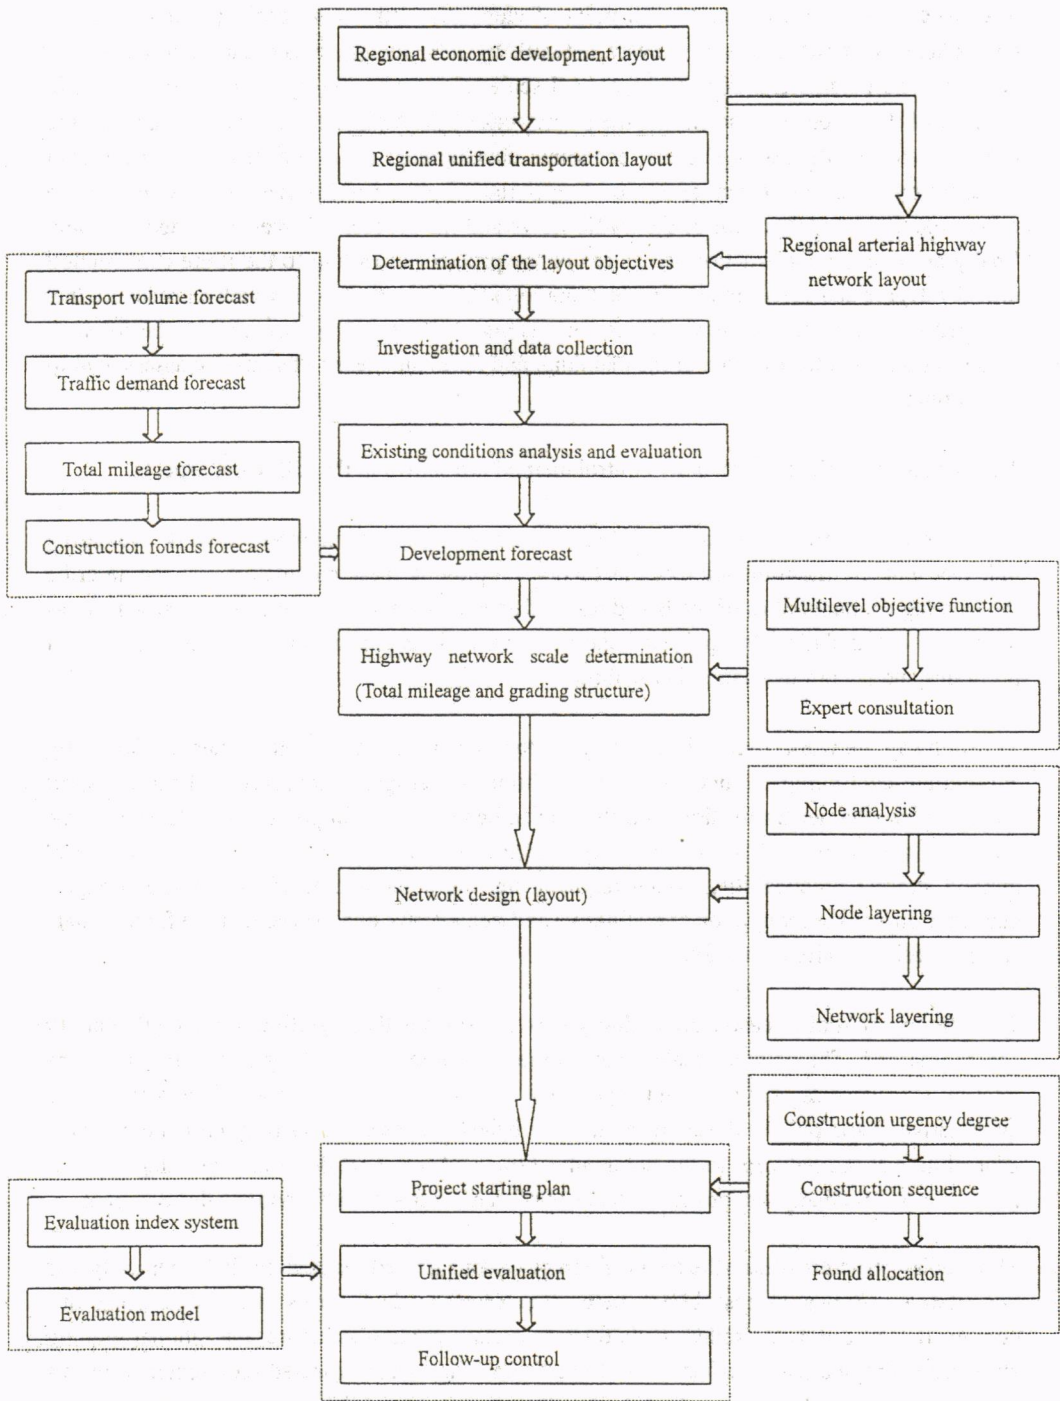 Regional economic development layout
Regional unified transportation layout
Regional arterial highway
network layout
Determination of the layout objectives
Investigation and data collection
Existing conditions analysis and evaluation
Transport volume forecast
Traffic demand forecast
Total mileage forecast
Construction founds forecast
Development forecast
Highway network scale determination
(Total mileage and grading structure)
Multilevel objective function
Expert consultation
Network design (layout)
Node analysis
Node layering
Network layering
Project starting plan
Unified evaluation
Follow-up control
Construction urgency degree
Construction sequence
Found allocation
Evaluation index system
Evaluation model